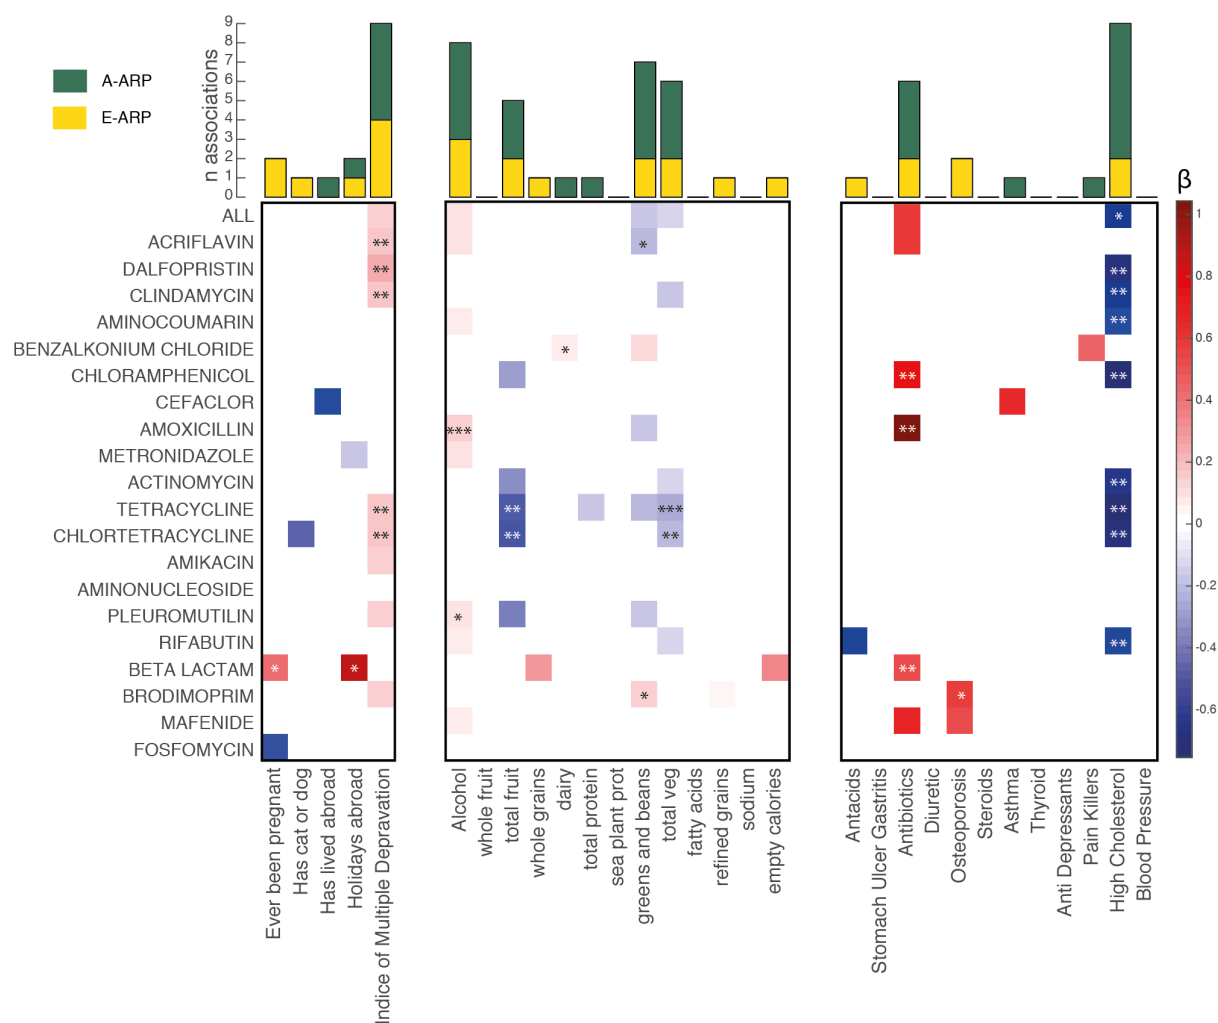 A-ARP
E-ARP
n associations
9
8
7
6
5
4
3
2
1
0
ALL
ACRIFLAVIN
DALFOPRISTIN
CLINDAMYCIN
AMINOCOUMARIN
BENZALKONIUM CHLORIDE
CHLORAMPHENICOL
CEFACLOR
AMOXICILLIN
METRONIDAZOLE
ACTINOMYCIN
TETRACYCLINE
CHLORTETRACYCLINE
AMIKACIN
AMINONUCLEOSIDE
PLEUROMUTILIN
RIFABUTIN
BETA LACTAM
BRODIMOPRIM
MAFENIDE
FOSFOMYCIN
*
** *
** **
** **
**
*
** **
*** **
**
** ** *** **
** ** ** **
*
**
* * **
* *
Ever been pregnant
Has cat or dog
Has lived abroad
Holidays abroad
Indice of Multiple Depravation
Alcohol
whole fruit
total fruit
whole grains
dairy
total protein
sea plant prot
greens and beans
total veg
fatty acids
refined grains
sodium
empty calories
Antacids
Stomach Ulcer Gastritis
Antibiotics
Diuretic
Osteoporosis
Steroids
Asthma
Thyroid
Anti Depressants
Pain Killers
High Cholesterol
Blood Pressure
β
1
0.8
0.6
0.4
0.2
0
-0.2
-0.4
-0.6